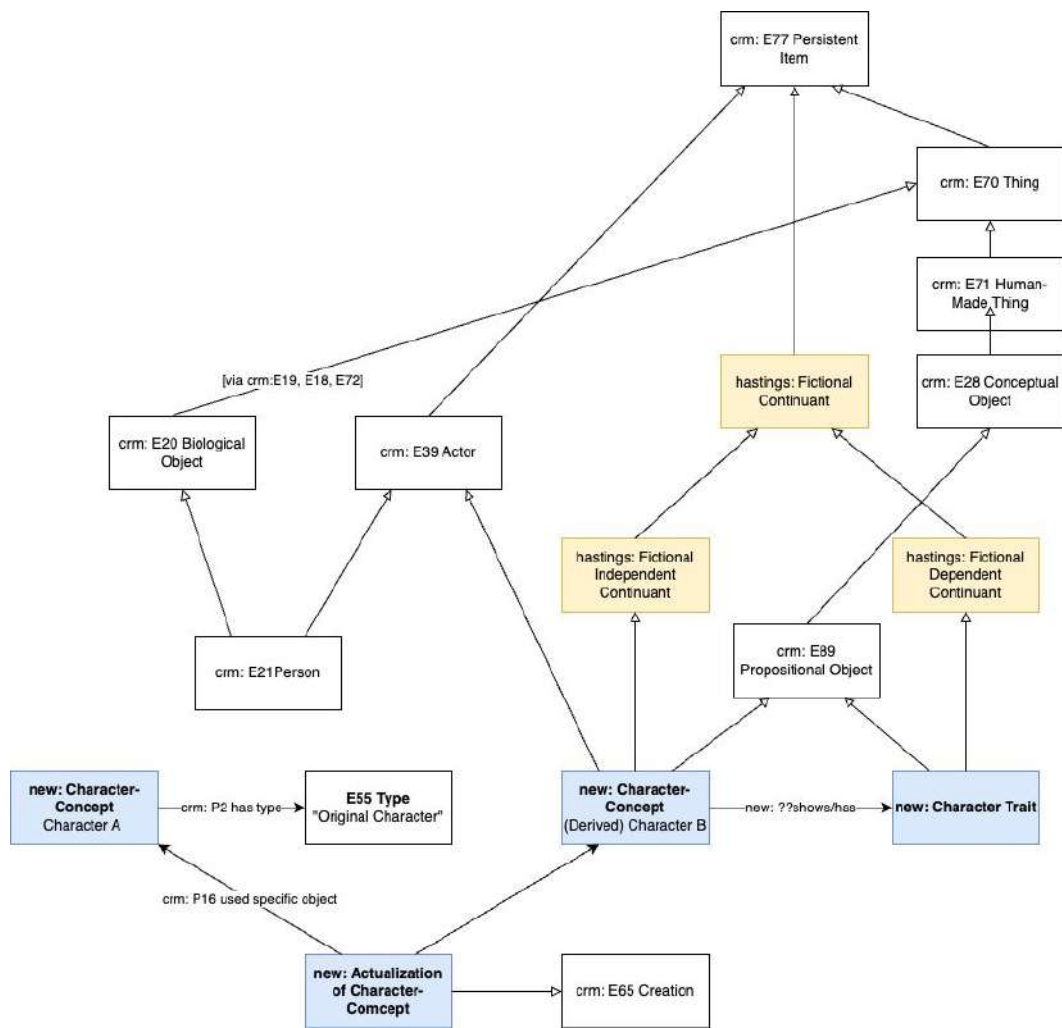 crm: E77 Persistent
Item
crm: E70 Thing
crm: E71 Human-
Made Thing
[via crm:E19, E18, E72]
hastings: Fictional
Continuant
crm: E28 Conceptual
Object
crm: E20 Biological
Object
crm: E39 Actor
hastings: Fictional
Independent
Continuant
hastings: Fictional
Dependent
Continuant
crm: E21Person
crm: E89
Propositional Object
new: Character-
Concept
Character A
crm: P2 has type
E55 Type
"Original Character"
new: Character-
Concept
(Derived) Character B
new: ??shows/has
new: Character Trait
crm: P16 used specific object
new: Actualization
of Character-
Comcept
crm: E65 Creation